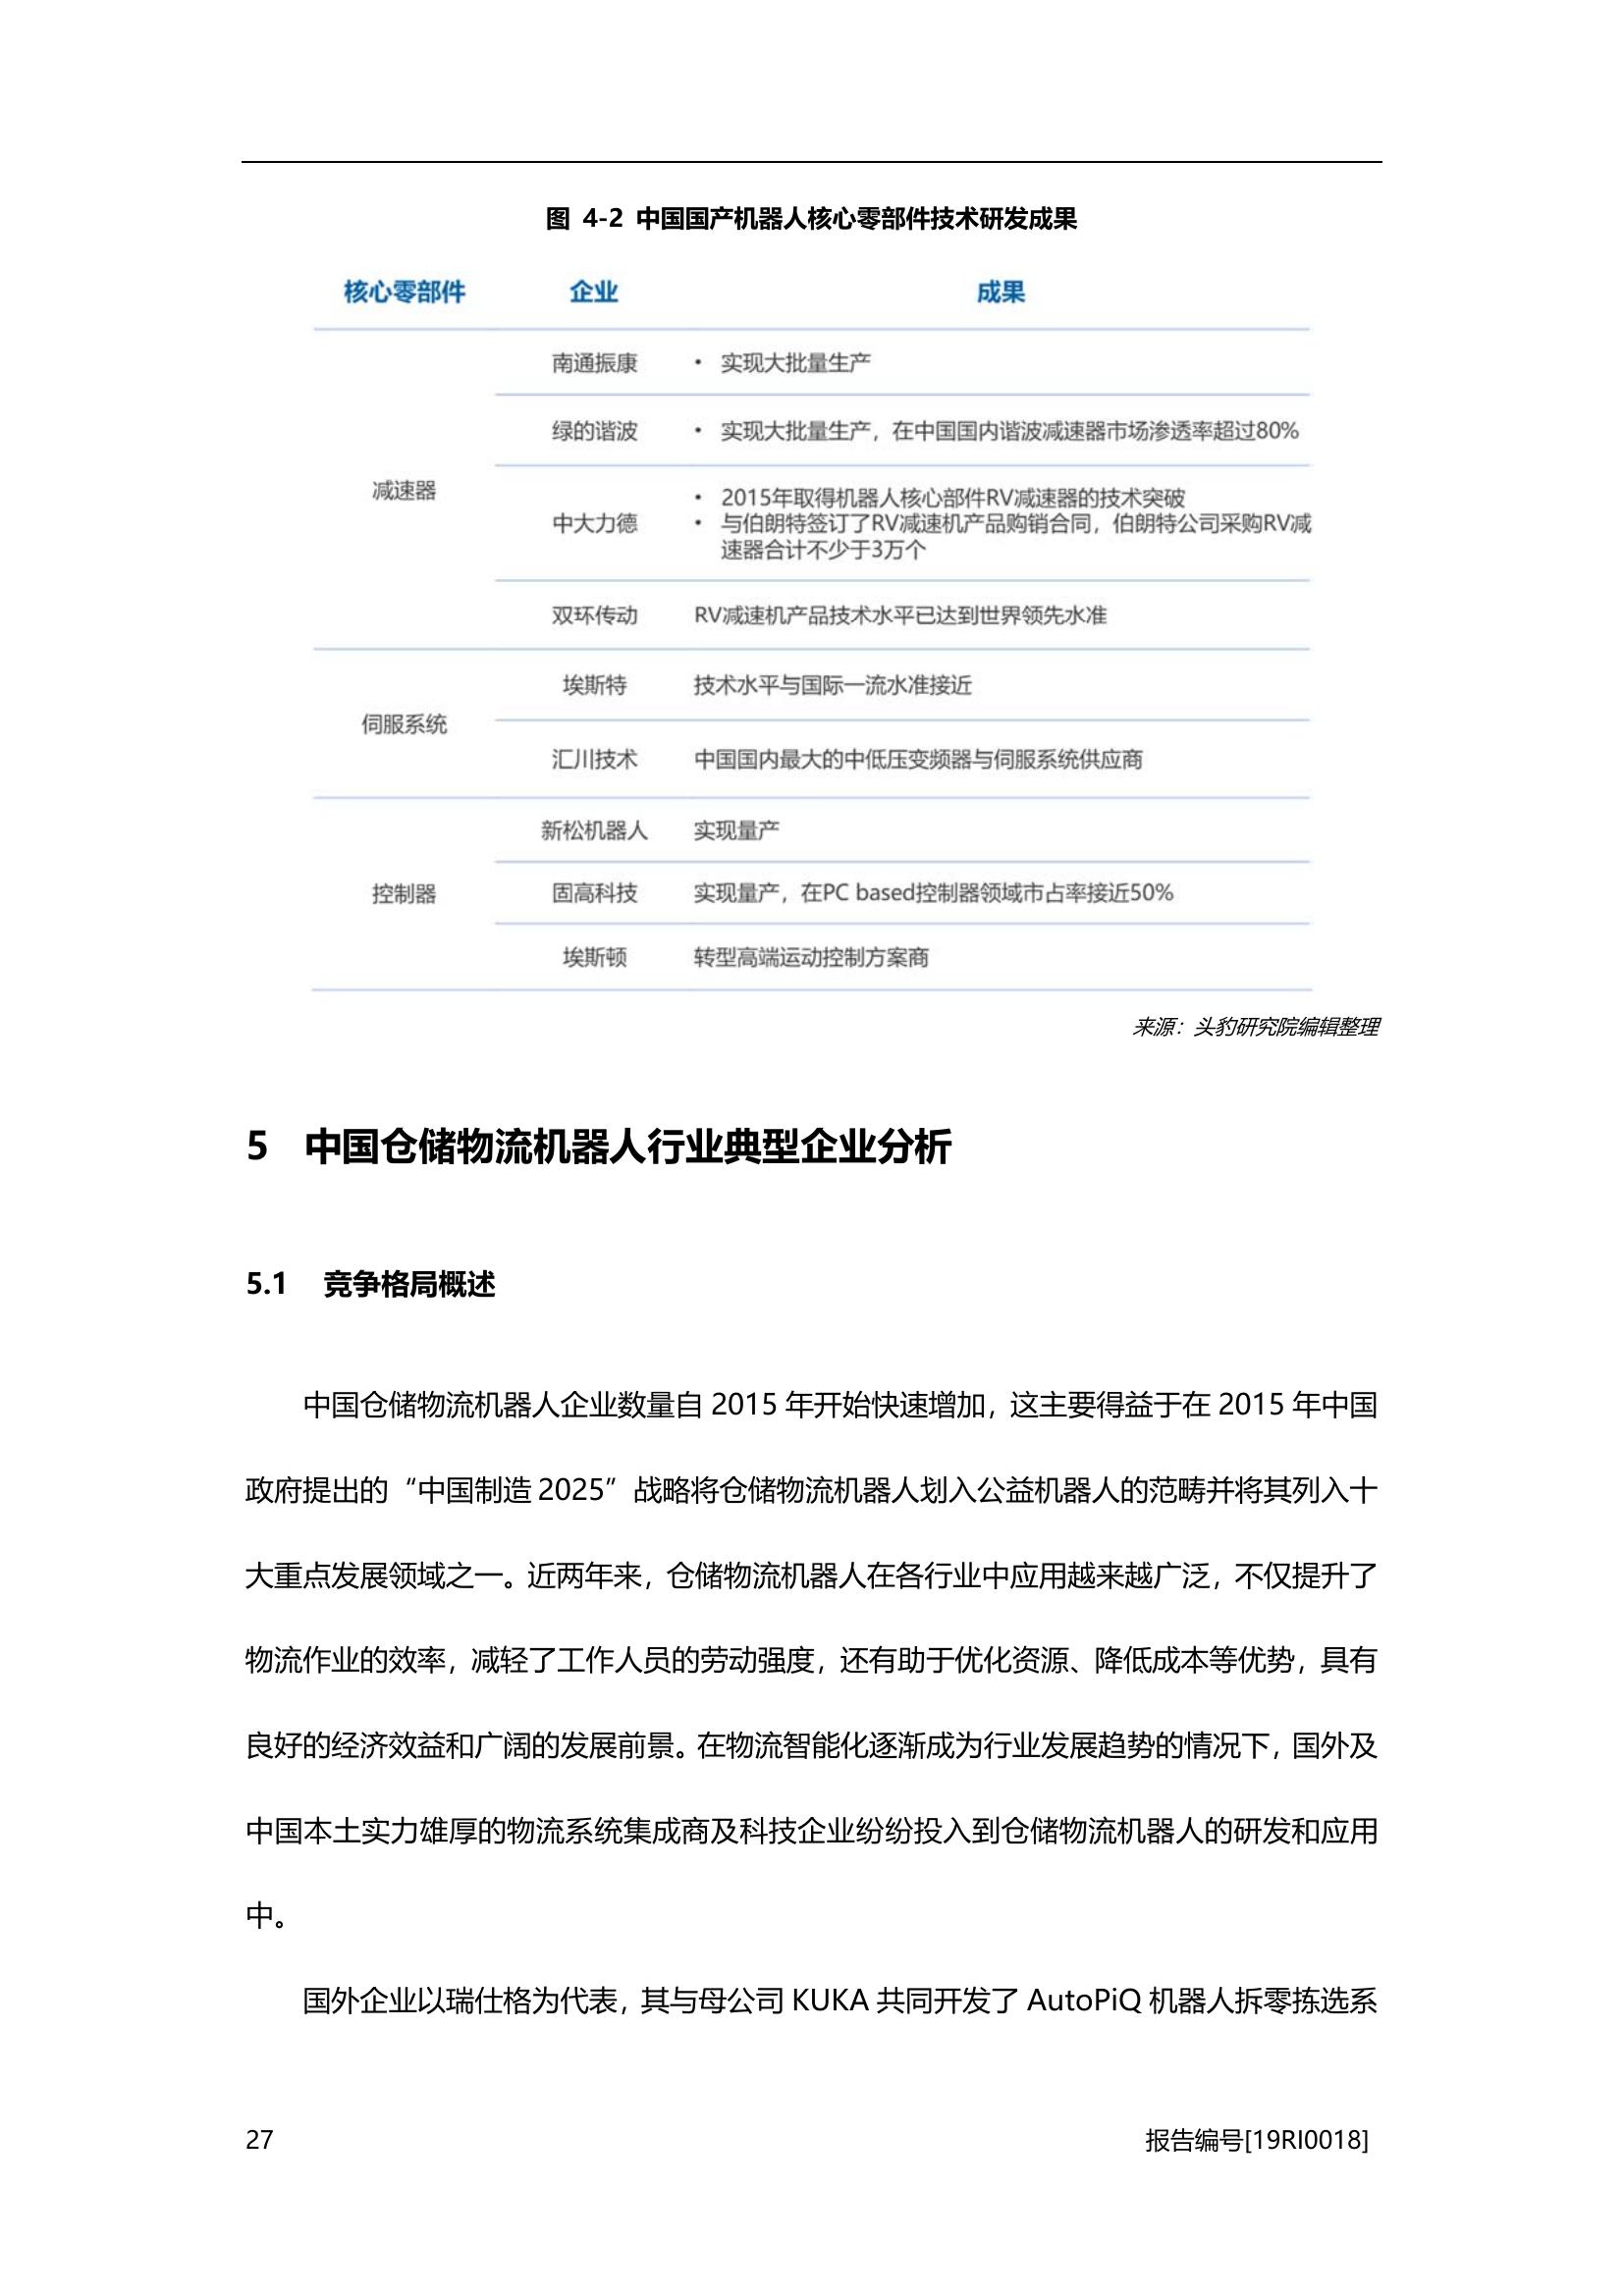 图 4-2 中国国产机器人核心零部件技术研发成果
核心零部件 企业 成果
减速器
南通振康 • 实现大批量生产
绿的谐波 • 实现大批量生产，在中国国内谐波减速器市场渗透率超过80%
中大力德
• 2015年取得机器人核心部件RV减速器的技术突破
• 与伯朗特签订了RV减速机产品购销合同，伯朗特公司采购RV减
速器合计不少于3万个
双环传动 RV减速机产品技术水平已达到世界领先水准
伺服系统
埃斯特 技术水平与国际一流水准接近
汇川技术 中国国内最大的中低压变频器与伺服系统供应商
控制器
新松机器人 实现量产
固高科技 实现量产，在PC based控制器领域市占率接近50%
埃斯顿 转型高端运动控制方案商
来源：头豹研究院编辑整理
5 中国仓储物流机器人行业典型企业分析
5.1 竞争格局概述
中国仓储物流机器人企业数量自 2015 年开始快速增加，这主要得益于在 2015 年中国
政府提出的“中国制造 2025”战略将仓储物流机器人划入公益机器人的范畴并将其列入十
大重点发展领域之一。近两年来，仓储物流机器人在各行业中应用越来越广泛，不仅提升了
物流作业的效率，减轻了工作人员的劳动强度，还有助于优化资源、降低成本等优势，具有
良好的经济效益和广阔的发展前景。在物流智能化逐渐成为行业发展趋势的情况下，国外及
中国本土实力雄厚的物流系统集成商及科技企业纷纷投入到仓储物流机器人的研发和应用
中。
国外企业以瑞仕格为代表，其与母公司 KUKA 共同开发了 AutoPiQ 机器人拆零拣选系
27 报告编号[19RI0018]